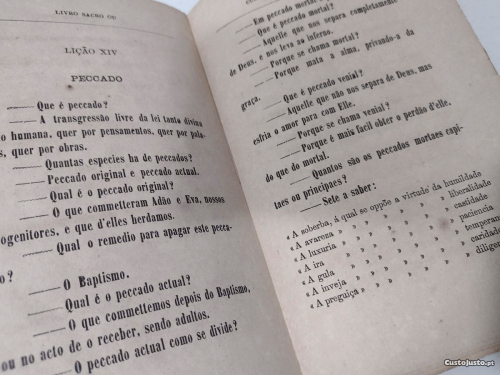 LIVRO SACRO OU
LIÇÃO XIV
PECCADO
— Que é peccado?
— A transgressão livre da lei tanto divina
humana, quer por pensamentos, quer por pala-
quer por obras.
— Quantas especies ha de peccados?
— Peccado original e peccado actual.
— Qual é o peccado original?
— O que commetteram Adão e Eva, nossos
ogenitores, e que d'elles herdamos.
— Qual o remedio para apagar este pecca-
o?
— O Baptismo.
— Qual é o peccado actual?
— O que commettemos depois do Baptismo,
ou no acto de o receber, sendo adultos.
— O peccado actual como se divide?
— Em peccado mortal e
— O que é peccado mortal?
— Aquelle que nos separa completamente
de Deus, e nos leva ao inferno.
— Porque se chama mortal?
— Porque mata a alma, privando-a da
graça.
— Que é peccado venial?
— Aquelle que não nos separa de Deus, mas
esfria o amor para com Elle.
— Porque se chama venial?
— Porque é mais facil obter o perdão d'elle,
do que do mortal.
— Quantos são os peccados mortaes capi-
taes ou principaes?
— Sete a saber:
«A soberba, á qual se oppõe a virtude da humildade
«A avareza » » » » » liberalidade
«A luxuria » » » » » castidade
«A ira » » » » » paciencia
«A gula » » » » » tempera
«A inveja » » » » » caridade
«A preguiça » » » » » dilige
CustoJusto.pt